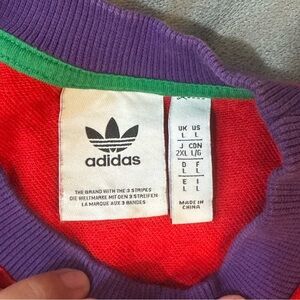 adidas
THE BRAND WITH THE 3 STRIPES
DIE WELTMARKE MIT DEN 3 STREIFEN
LA MARQUE AUX 3 BANDES
UK US
L L
J CDN
2XL L/G
D F
L L
E I
L L
MADE IN
CHINA